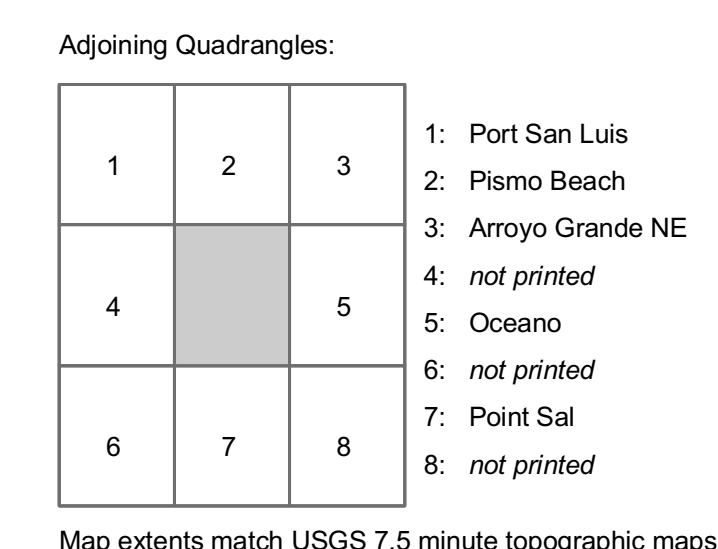 Adjoining Quadrangles:
1 2 3
4 5
6 7 8
1: Port San Luis
2: Pismo Beach
3: Arroyo Grande NE
4: not printed
5: Oceano
6: not printed
7: Point Sal
8: not printed
Map extents match USGS 7.5 minute topographic maps